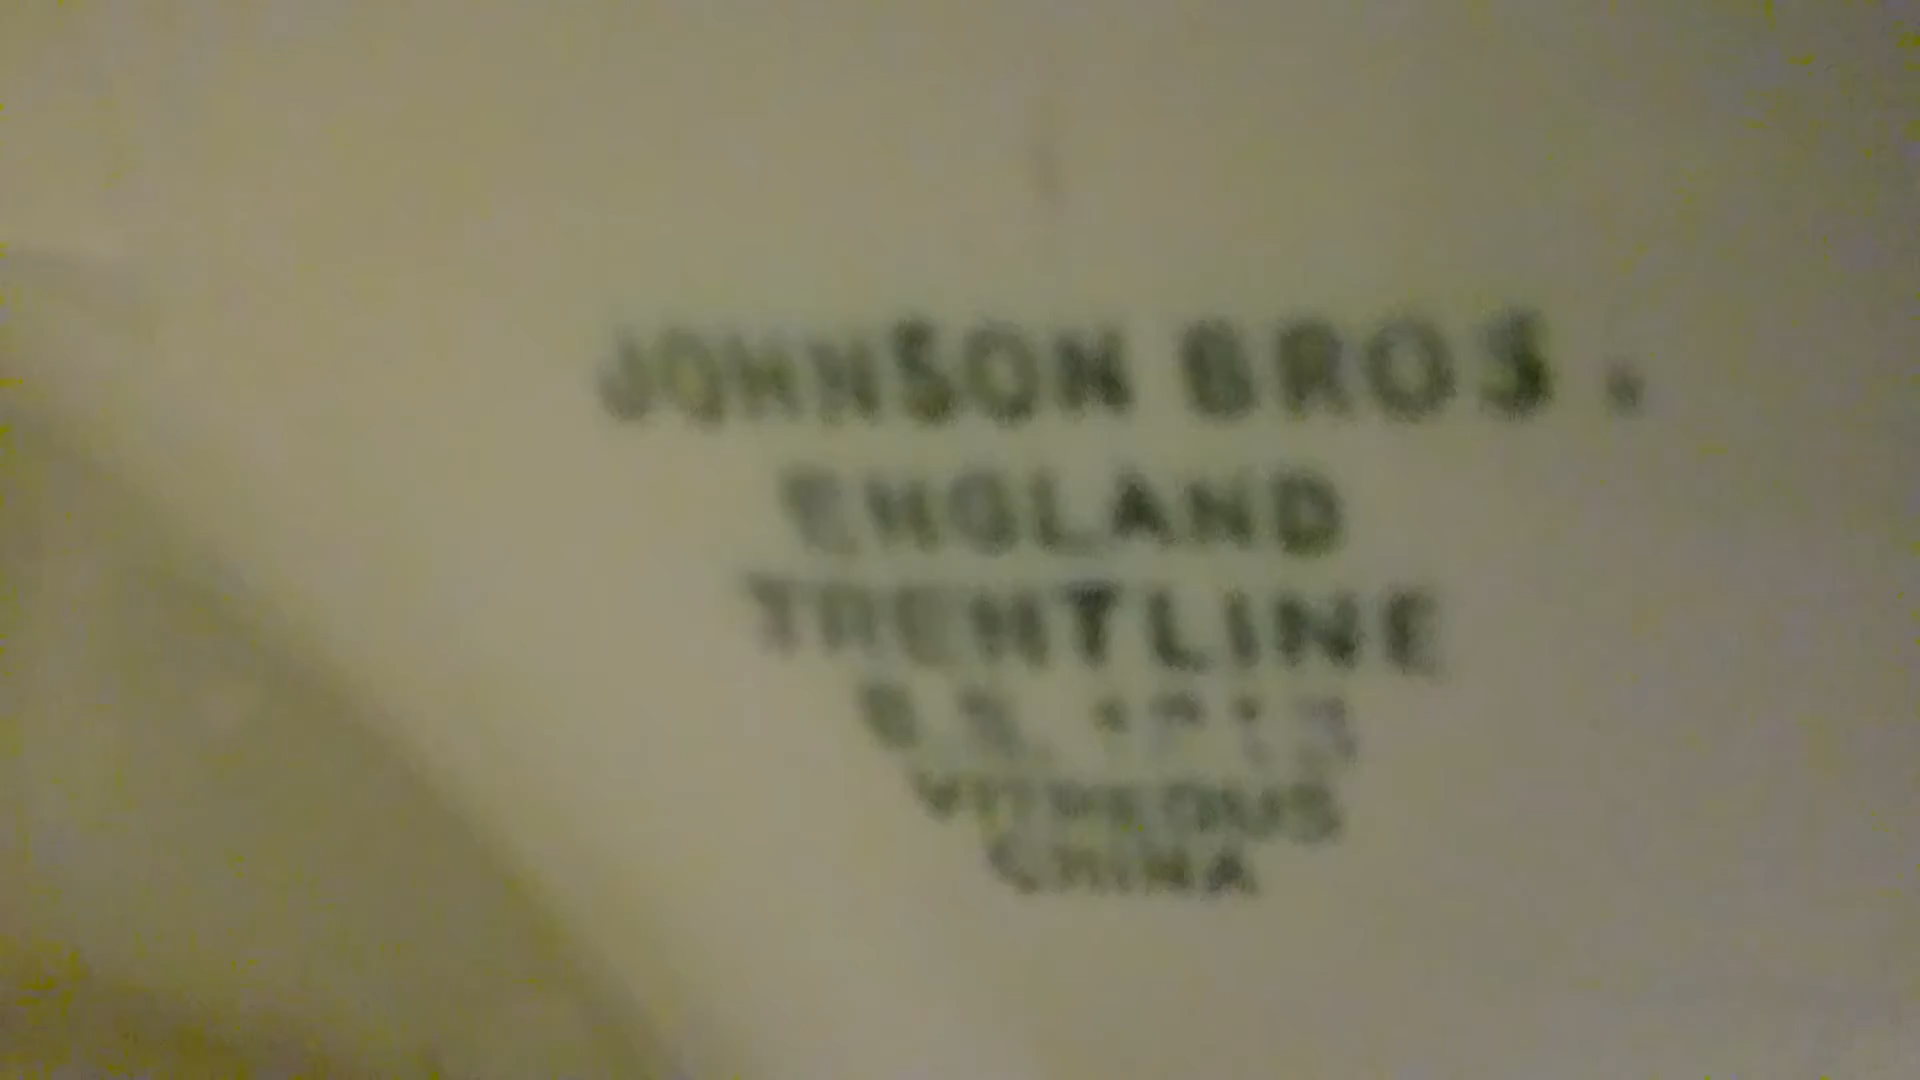 JOHNSON BROS.
ENGLAND
TRENTLINE
VITREOUS
CHINA